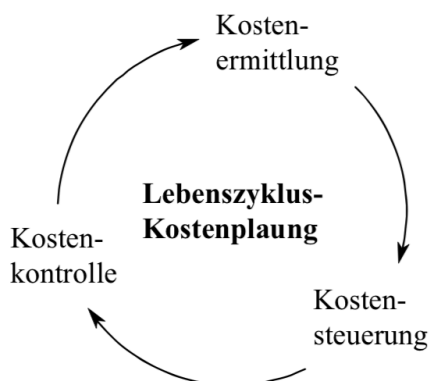 Kosten-
ermittlung
Lebenszyklus-
Kostenplaung
Kosten-
kontrolle
Kosten-
steuerung